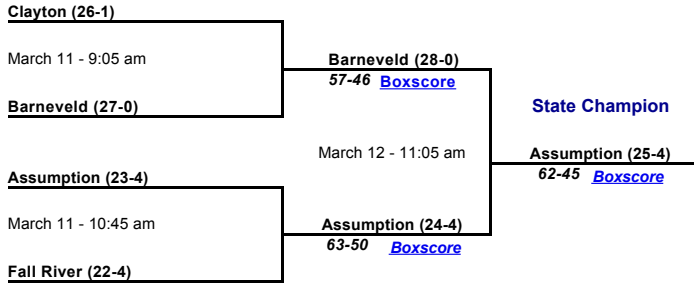 Clayton (26-1)
March 11 - 9:05 am
Barneveld (28-0)
57-46 Boxscore
Barneveld (27-0)
State Champion
March 12 - 11:05 am
Assumption (25-4)
62-45 Boxscore
Assumption (23-4)
March 11 - 10:45 am
Assumption (24-4)
63-50 Boxscore
Fall River (22-4)